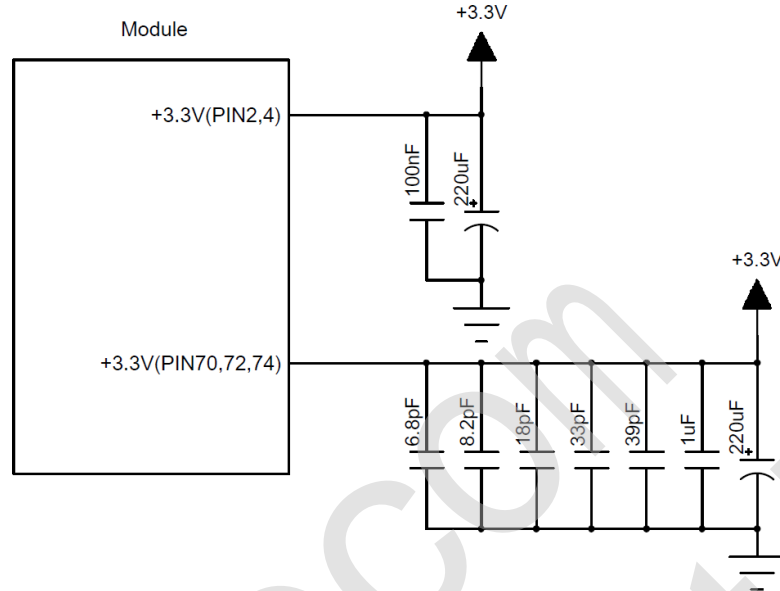 +3.3V
Module
+3.3V(PIN2,4)
100nF
220uF
+
+3.3V
+3.3V(PIN70,72,74)
6.8pF
8.2pF
18pF
33pF
39pF
1uF
220uF
+
com